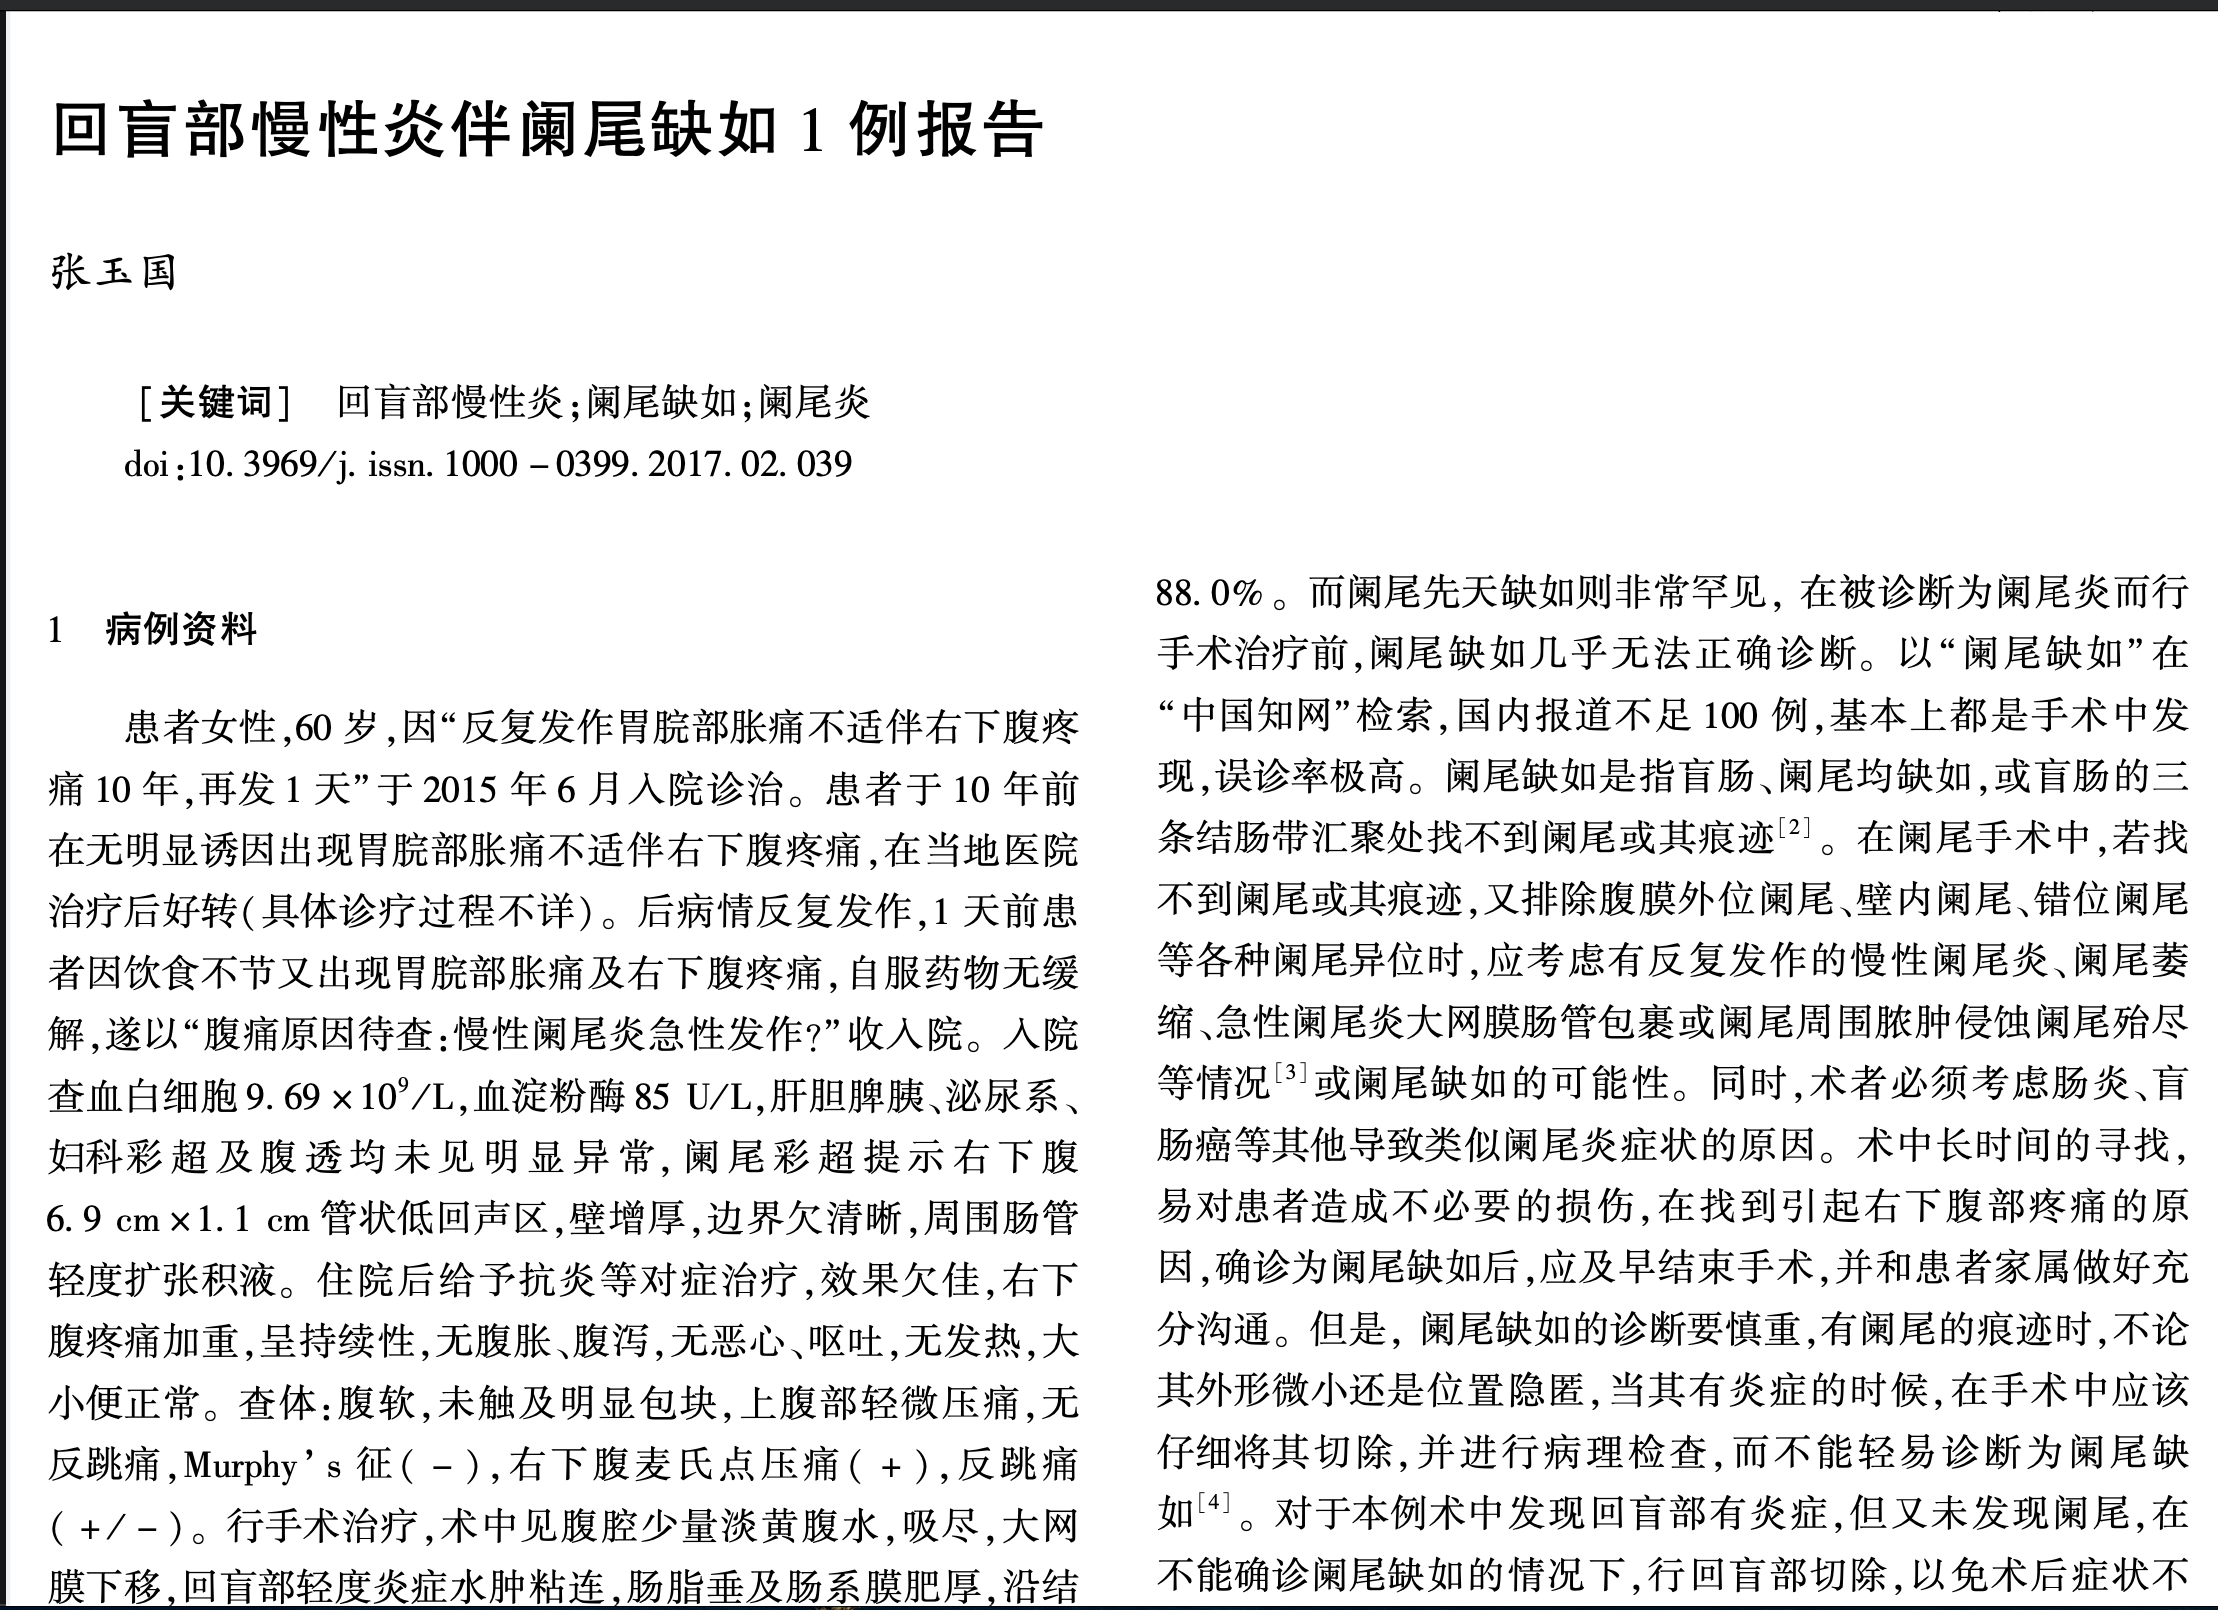 回盲部慢性炎伴阑尾缺如 1 例报告
张玉国
[关键词] 回盲部慢性炎;阑尾缺如;阑尾炎
doi:10.3969/j.issn.1000-0399.2017.02.039
1 病例资料
患者女性,60 岁,因“反复发作胃脘部胀痛不适伴右下腹疼
痛 10 年,再发 1 天”于 2015 年 6 月入院诊治。患者于 10 年前
在无明显诱因出现胃脘部胀痛不适伴右下腹疼痛,在当地医院
治疗后好转(具体诊疗过程不详)。后病情反复发作,1 天前患
者因饮食不节又出现胃脘部胀痛及右下腹疼痛,自服药物无缓
解,遂以“腹痛原因待查:慢性阑尾炎急性发作?”收入院。入院
查血白细胞 9.69×10⁹/L,血淀粉酶 85 U/L,肝胆脾胰、泌尿系、
妇科彩超及腹透均未见明显异常,阑尾彩超提示右下腹
6.9 cm×1.1 cm 管状低回声区,壁增厚,边界欠清晰,周围肠管
轻度扩张积液。住院后给予抗炎等对症治疗,效果欠佳,右下
腹疼痛加重,呈持续性,无腹胀、腹泻,无恶心、呕吐,无发热,大
小便正常。查体:腹软,未触及明显包块,上腹部轻微压痛,无
反跳痛,Murphy’s 征(-),右下腹麦氏点压痛(+),反跳痛
(+/-)。行手术治疗,术中见腹腔少量淡黄腹水,吸尽,大网
膜下移,回盲部轻度炎症水肿粘连,肠脂垂及肠系膜肥厚,沿结
88.0%。而阑尾先天缺如则非常罕见, 在被诊断为阑尾炎而行
手术治疗前,阑尾缺如几乎无法正确诊断。以“阑尾缺如”在
“中国知网”检索,国内报道不足 100 例,基本上都是手术中发
现,误诊率极高。阑尾缺如是指盲肠、阑尾均缺如,或盲肠的三
条结肠带汇聚处找不到阑尾或其痕迹[2]。在阑尾手术中,若找
不到阑尾或其痕迹,又排除腹膜外位阑尾、壁内阑尾、错位阑尾
等各种阑尾异位时,应考虑有反复发作的慢性阑尾炎、阑尾萎
缩、急性阑尾炎大网膜肠管包裹或阑尾周围脓肿侵蚀阑尾殆尽
等情况[3]或阑尾缺如的可能性。同时,术者必须考虑肠炎、盲
肠癌等其他导致类似阑尾炎症状的原因。术中长时间的寻找,
易对患者造成不必要的损伤,在找到引起右下腹部疼痛的原
因,确诊为阑尾缺如后,应及早结束手术,并和患者家属做好充
分沟通。但是, 阑尾缺如的诊断要慎重,有阑尾的痕迹时,不论
其外形微小还是位置隐匿,当其有炎症的时候,在手术中应该
仔细将其切除,并进行病理检查,而不能轻易诊断为阑尾缺
如[4]。对于本例术中发现回盲部有炎症,但又未发现阑尾,在
不能确诊阑尾缺如的情况下,行回盲部切除,以免术后症状不